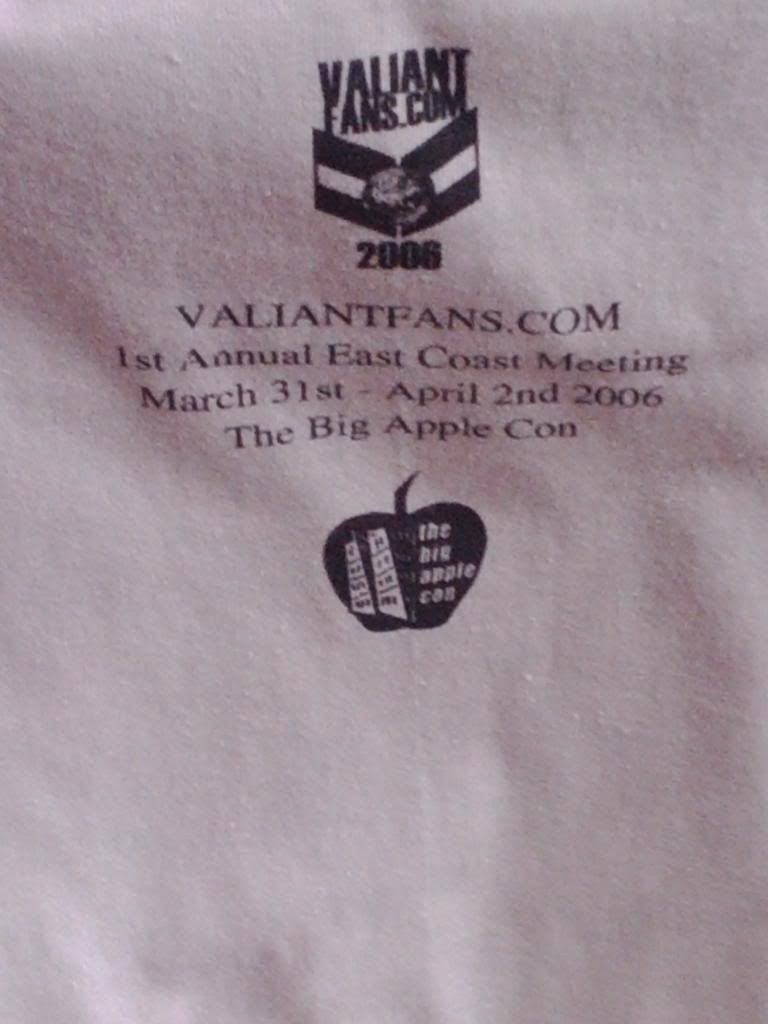 VALIANT
FANS.COM
2006
VALIANTFANS.COM
1st Annual East Coast Meeting
March 31st - April 2nd 2006
The Big Apple Con
the
big
apple
con